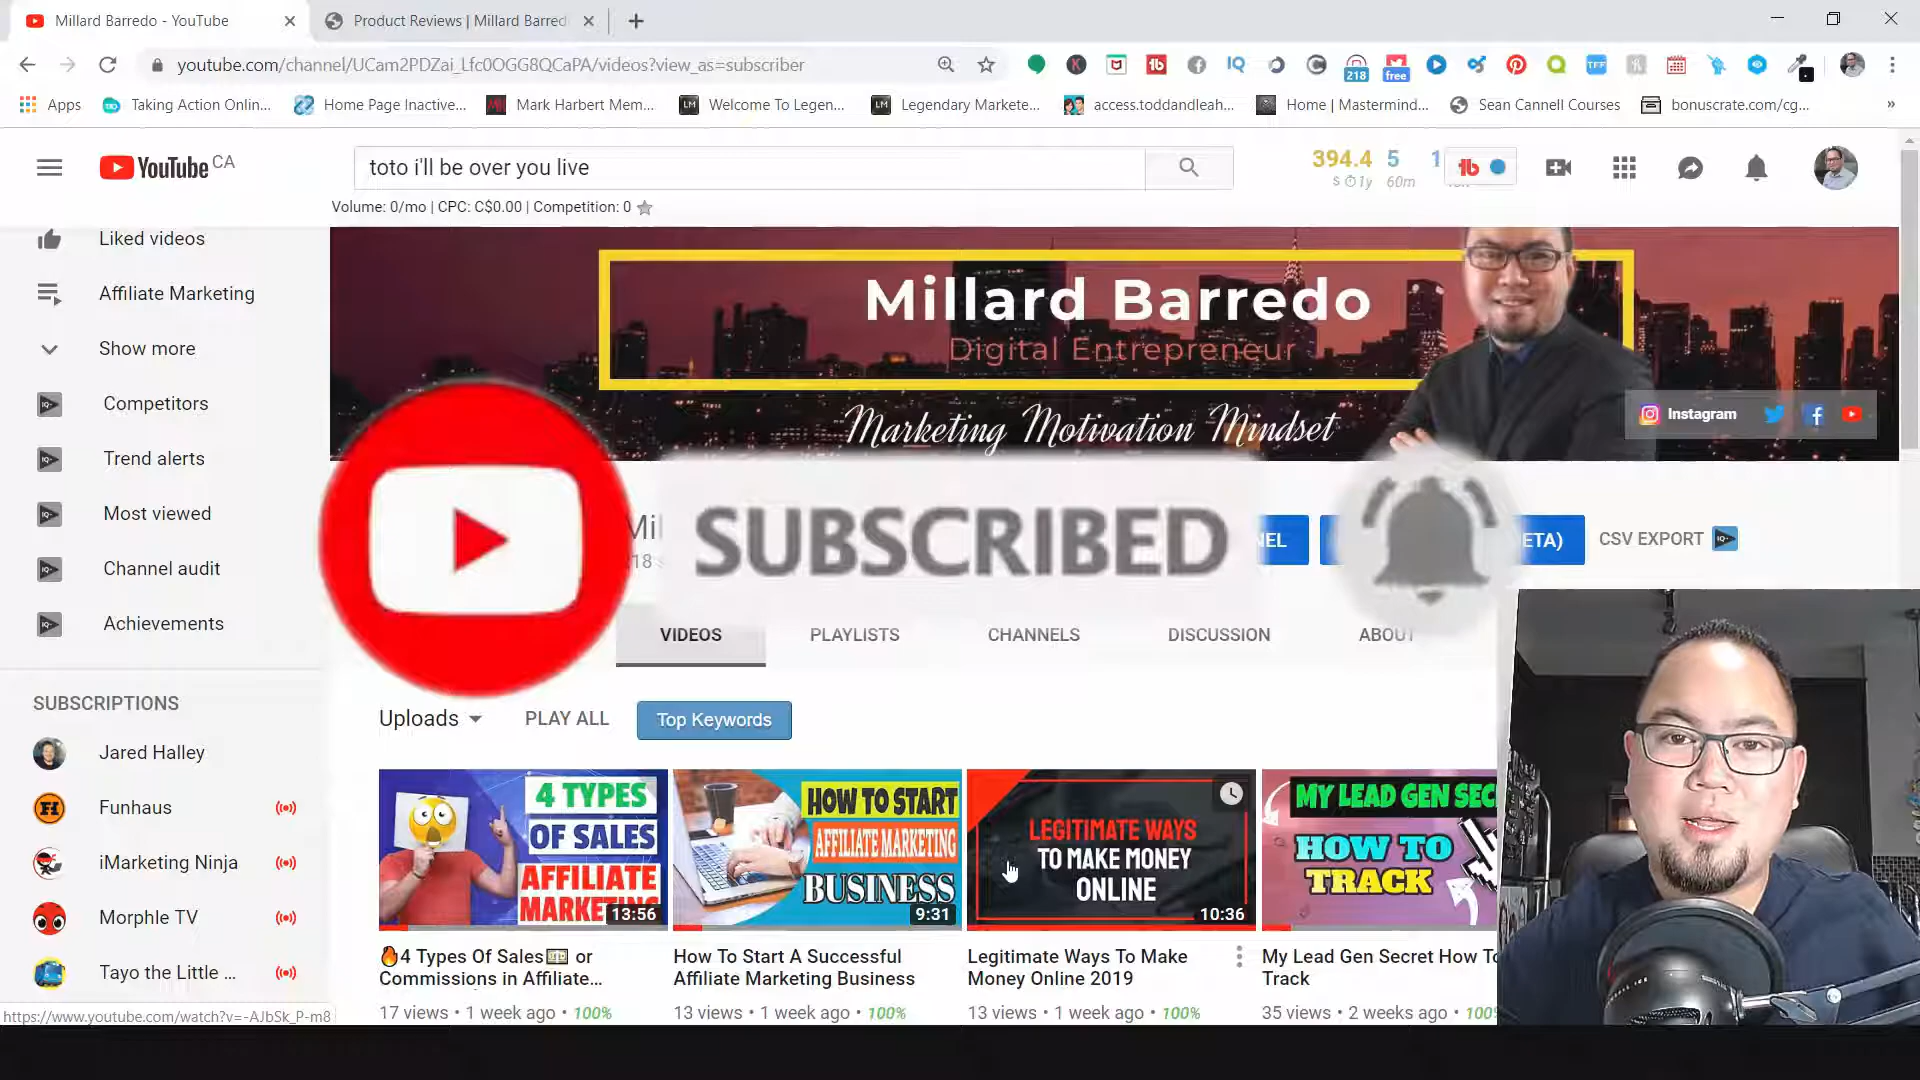 Millard Barredo - YouTube
Product Reviews | Millard Barred
youtube.com/channel/UCam2PDZai_Lfc0OGG8QCaPA/videos?view_as=subscriber
218
free
Apps
Taking Action Onlin...
Home Page Inactive...
Mark Harbert Mem...
Welcome To Legen...
Legendary Markete...
access.toddandleah...
Home | Mastermind...
Sean Cannell Courses
bonuscrate.com/cg...
»
YouTube CA
toto i'll be over you live
394.4 5 1
1y 60m
Volume: 0/mo | CPC: C$0.00 | Competition: 0
Liked videos
Affiliate Marketing
Show more
Competitors
Trend alerts
Most viewed
Channel audit
Achievements
SUBSCRIPTIONS
Jared Halley
Funhaus
iMarketing Ninja
Morphle TV
Tayo the Little ...
https://www.youtube.com/watch?v=-AJbSk_P-m8
Millard Barredo
Digital Entrepreneur
Marketing Motivation Mindset
Instagram
Mil
18 s
SUBSCRIBED
NEL
ETA)
CSV EXPORT
VIDEOS
PLAYLISTS
CHANNELS
DISCUSSION
ABOUT
Uploads
PLAY ALL
Top Keywords
4 TYPES
OF SALES
AFFILIATE
MARKETING
13:56
HOW TO START
AFFILIATE MARKETING
BUSINESS
9:31
LEGITIMATE WAYS
TO MAKE MONEY
ONLINE
10:36
MY LEAD GEN SEC
HOW TO
TRACK
🔥4 Types Of Sales💵 or
Commissions in Affiliate...
17 views • 1 week ago • 100%
How To Start A Successful
Affiliate Marketing Business
13 views • 1 week ago • 100%
Legitimate Ways To Make
Money Online 2019
13 views • 1 week ago • 100%
My Lead Gen Secret How To
Track
35 views • 2 weeks ago • 100